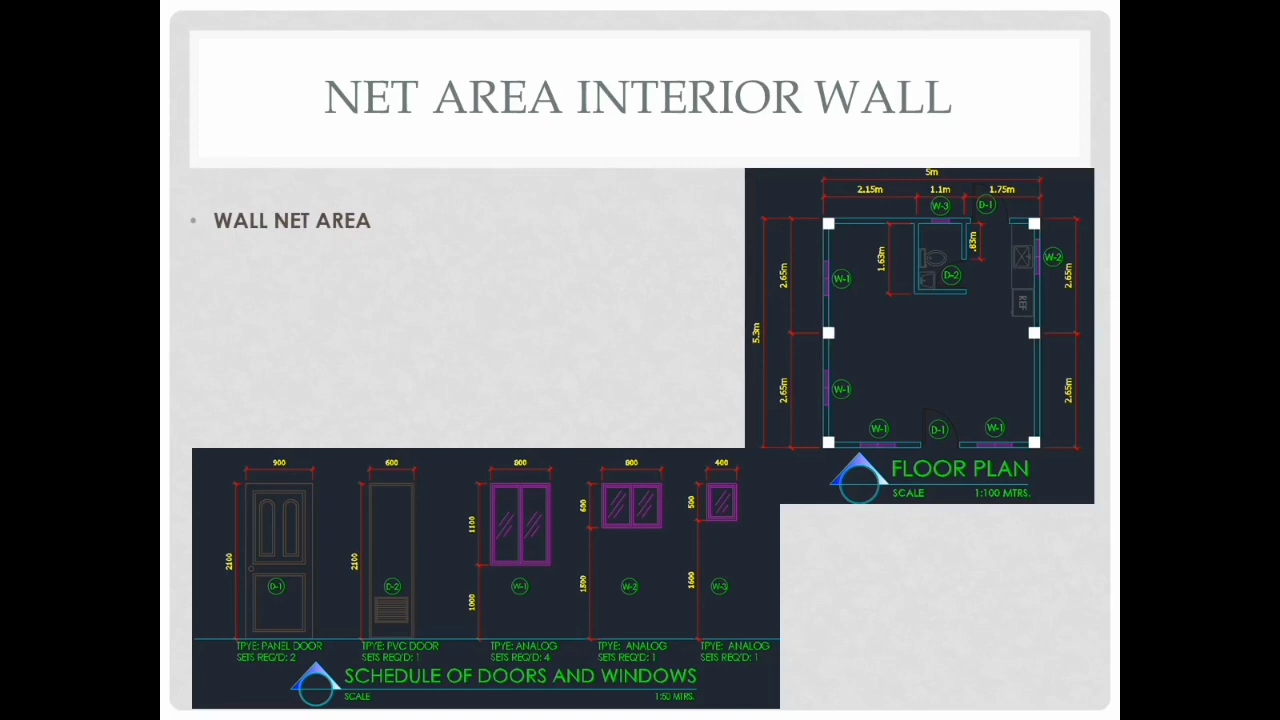 NET AREA INTERIOR WALL
• WALL NET AREA
5m
2.15m 1.1m 1.75m
W-3 D-1
.83m
1.63m
W-2
2.65m W-1 D-2 2.65m
REF
5.3m
2.65m W-1 2.65m
W-1 D-1 W-1
FLOOR PLAN
SCALE 1:100 MTRS.
900 600 800 800 400
600 500
1100
2100 2100
D-1 D-2 W-1 W-2 W-3
1000 1500 1600
TPYE: PANEL DOOR TPYE: PVC DOOR TPYE: ANALOG TPYE: ANALOG TPYE: ANALOG
SETS REQ'D: 2 SETS REQ'D: 1 SETS REQ'D: 4 SETS REQ'D: 1 SETS REQ'D: 1
SCHEDULE OF DOORS AND WINDOWS
SCALE 1:50 MTRS.